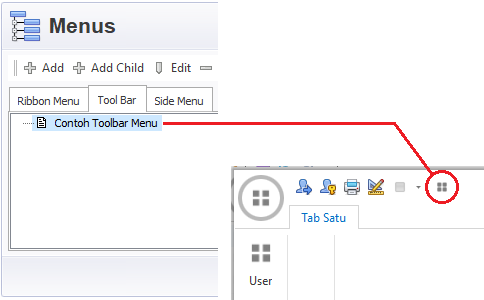 Menus
Add Add Child Edit
Ribbon Menu Tool Bar Side Menu
Contoh Toolbar Menu
Tab Satu
User